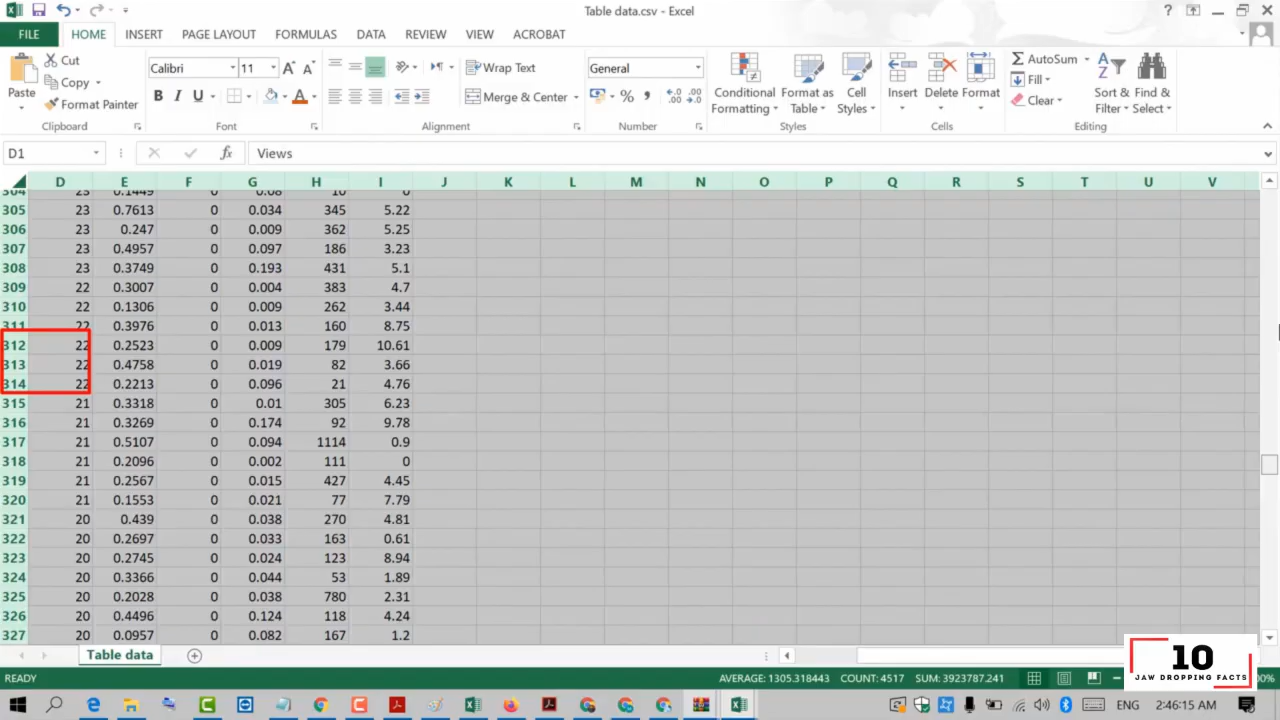 Table data.csv - Excel
?
FILE HOME INSERT PAGE LAYOUT FORMULAS DATA REVIEW VIEW ADOBE ACROBAT
Cut
Copy
Format Painter
Paste
Calibri 11
B I U
Wrap Text
Merge & Center
General
%
Conditional Formatting
Format as Table
Cell Styles
Insert Delete Format
AutoSum
Fill
Clear
Sort & Filter
Find & Select
Clipboard Font Alignment Number Styles Cells Editing
D1 fx Views
D E F G H I J K L M N O P Q R S T U V
304 23 0.1449 0 0.08 10 0
305 23 0.7613 0 0.034 345 5.22
306 23 0.247 0 0.009 362 5.25
307 23 0.4957 0 0.097 186 3.23
308 23 0.3749 0 0.193 431 5.1
309 22 0.3007 0 0.004 383 4.7
310 22 0.1306 0 0.009 262 3.44
311 22 0.3976 0 0.013 160 8.75
312 22 0.2523 0 0.009 179 10.61
313 22 0.4758 0 0.019 82 3.66
314 22 0.2213 0 0.096 21 4.76
315 21 0.3318 0 0.01 305 6.23
316 21 0.3269 0 0.174 92 9.78
317 21 0.5107 0 0.094 1114 0.9
318 21 0.2096 0 0.002 111 0
319 21 0.2567 0 0.015 427 4.45
320 21 0.1553 0 0.021 77 7.79
321 20 0.439 0 0.038 270 4.81
322 20 0.2697 0 0.033 163 0.61
323 20 0.2745 0 0.024 123 8.94
324 20 0.3366 0 0.044 53 1.89
325 20 0.2028 0 0.038 780 2.31
326 20 0.4496 0 0.124 118 4.24
327 20 0.0957 0 0.082 167 1.2
Table data
10
JAW DROPPING FACTS
READY AVERAGE: 1305.318443 COUNT: 4517 SUM: 3923787.241
ENG 2:46:15 AM